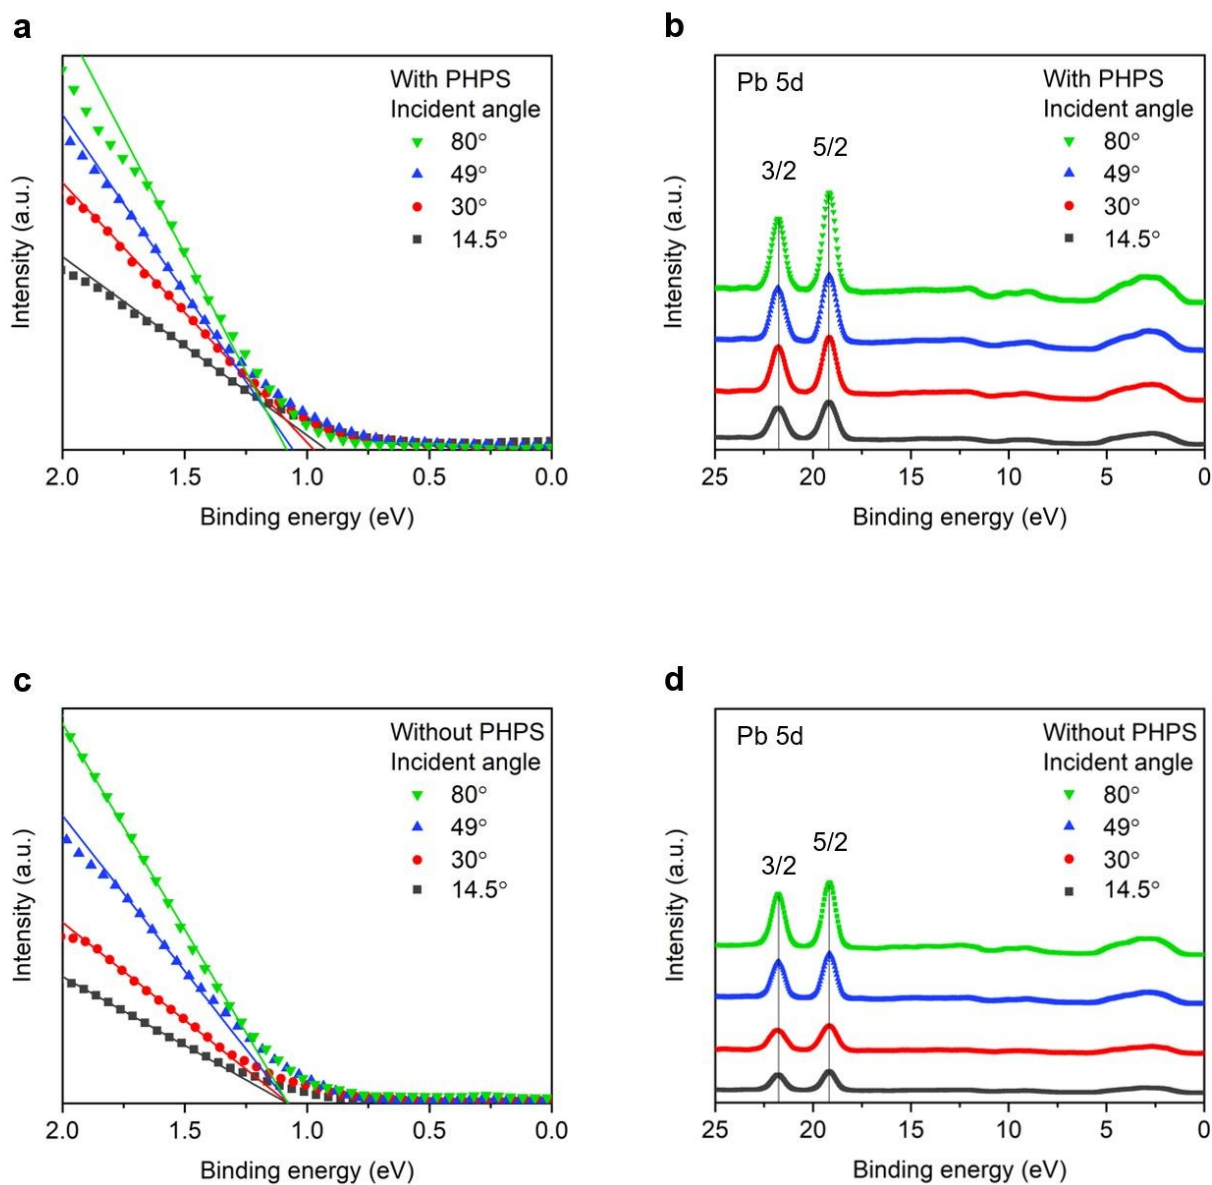 a
With PHPS
Incident angle
80°
49°
30°
14.5°
Intensity (a.u.)
2.0 1.5 1.0 0.5 0.0
Binding energy (eV)
b
Pb 5d
With PHPS
Incident angle
80°
49°
30°
14.5°
5/2
3/2
Intensity (a.u.)
25 20 15 10 5 0
Binding energy (eV)
c
Without PHPS
Incident angle
80°
49°
30°
14.5°
Intensity (a.u.)
2.0 1.5 1.0 0.5 0.0
Binding energy (eV)
d
Pb 5d
Without PHPS
Incident angle
80°
49°
30°
14.5°
5/2
3/2
Intensity (a.u.)
25 20 15 10 5 0
Binding energy (eV)